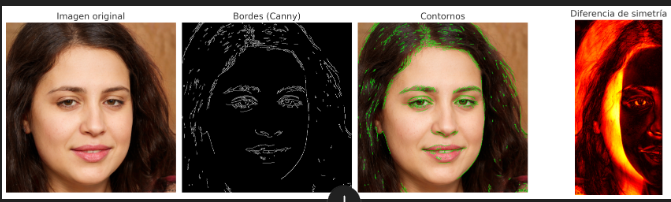 Imagen original
Bordes (Canny)
Contornos
Diferencia de simetría